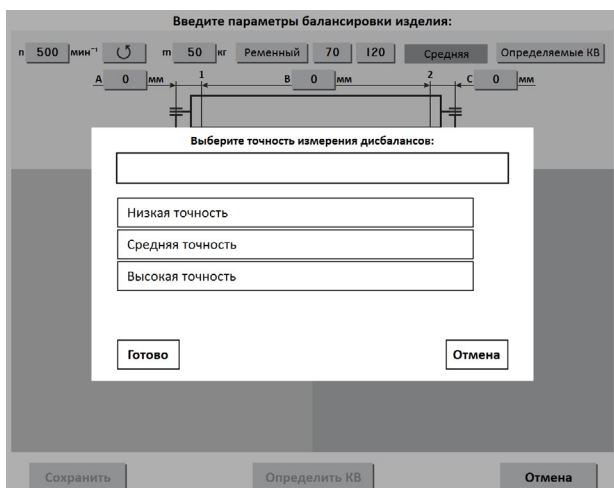 Введите параметры балансировки изделия:
n 500 мин⁻¹ m 50 кг Ременный 70 120 Средняя Определяемые КВ
A 0 мм 1 B 0 мм 2 C 0 мм
Выберите точность измерения дисбалансов:
Низкая точность
Средняя точность
Высокая точность
Готово Отмена
Сохранить Определить КВ Отмена